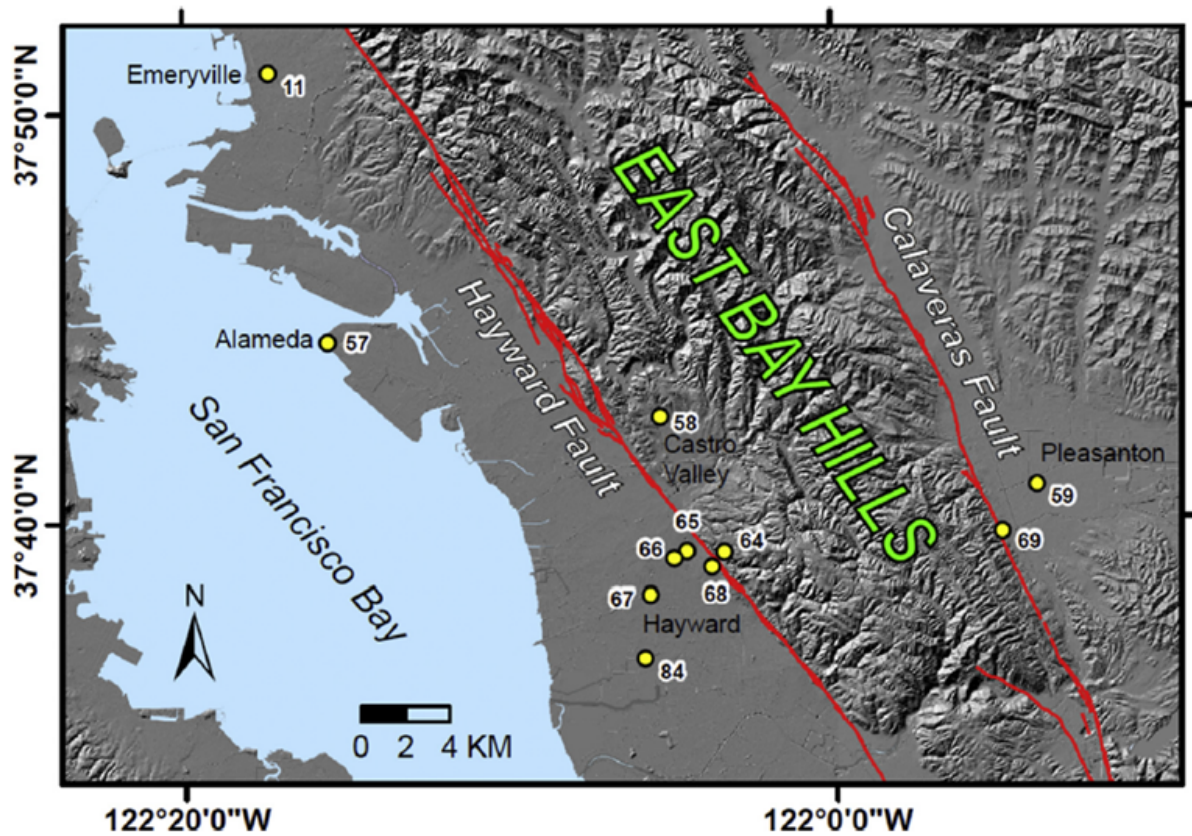 Emeryville
11
37°50'0"N
EAST BAY HILLS
Calaveras Fault
Hayward Fault
Alameda
57
San Francisco Bay
58
Castro
Valley
Pleasanton
59
37°40'0"N
65
66
64
69
68
67
Hayward
84
N
0 2 4 KM
122°20'0"W
122°0'0"W